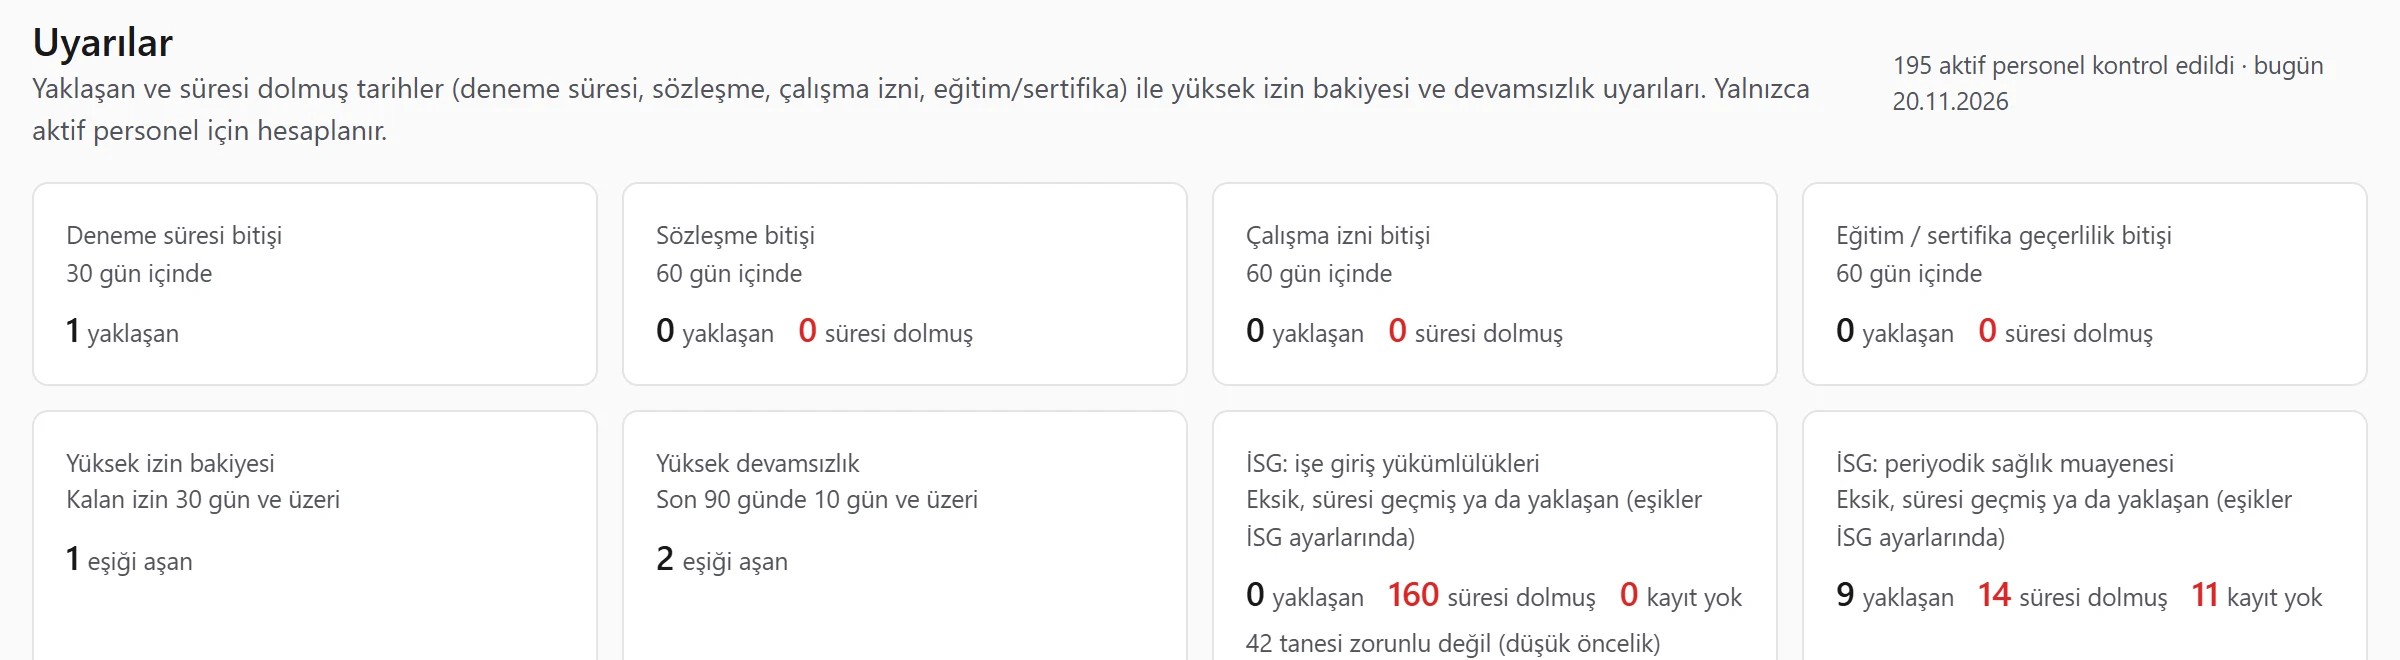 Uyarılar
Yaklaşan ve süresi dolmuş tarihler (deneme süresi, sözleşme, çalışma izni, eğitim/sertifika) ile yüksek izin bakiyesi ve devamsızlık uyarıları. Yalnızca
aktif personel için hesaplanır.
195 aktif personel kontrol edildi · bugün
20.11.2026
Deneme süresi bitişi
30 gün içinde
1 yaklaşan
Sözleşme bitişi
60 gün içinde
0 yaklaşan 0 süresi dolmuş
Çalışma izni bitişi
60 gün içinde
0 yaklaşan 0 süresi dolmuş
Eğitim / sertifika geçerlilik bitişi
60 gün içinde
0 yaklaşan 0 süresi dolmuş
Yüksek izin bakiyesi
Kalan izin 30 gün ve üzeri
1 eşiği aşan
Yüksek devamsızlık
Son 90 günde 10 gün ve üzeri
2 eşiği aşan
İSG: işe giriş yükümlülükleri
Eksik, süresi geçmiş ya da yaklaşan (eşikler
İSG ayarlarında)
0 yaklaşan 160 süresi dolmuş 0 kayıt yok
42 tanesi zorunlu değil (düşük öncelik)
İSG: periyodik sağlık muayenesi
Eksik, süresi geçmiş ya da yaklaşan (eşikler
İSG ayarlarında)
9 yaklaşan 14 süresi dolmuş 11 kayıt yok